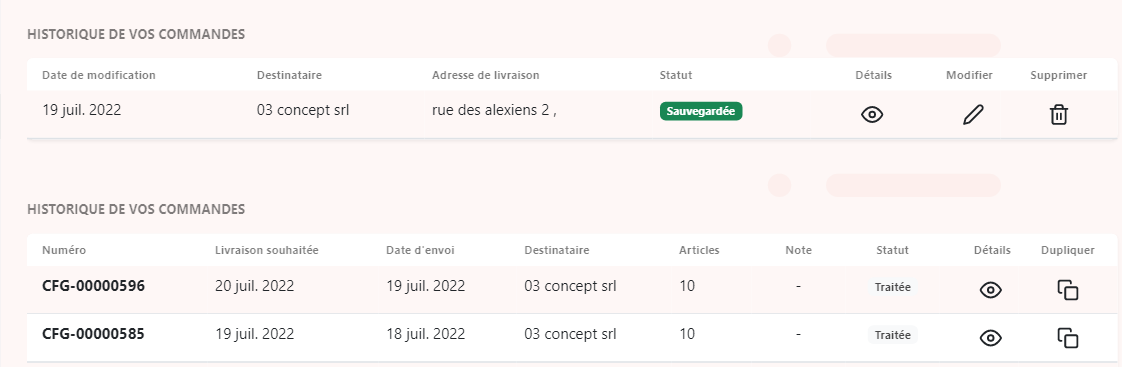 HISTORIQUE DE VOS COMMANDES
Date de modification Destinataire Adresse de livraison Statut Détails Modifier Supprimer
19 juil. 2022 03 concept srl rue des alexiens 2 , Sauvegardée
HISTORIQUE DE VOS COMMANDES
Numéro Livraison souhaitée Date d'envoi Destinataire Articles Note Statut Détails Dupliquer
CFG-00000596 20 juil. 2022 19 juil. 2022 03 concept srl 10 - Traitée
CFG-00000585 19 juil. 2022 18 juil. 2022 03 concept srl 10 - Traitée